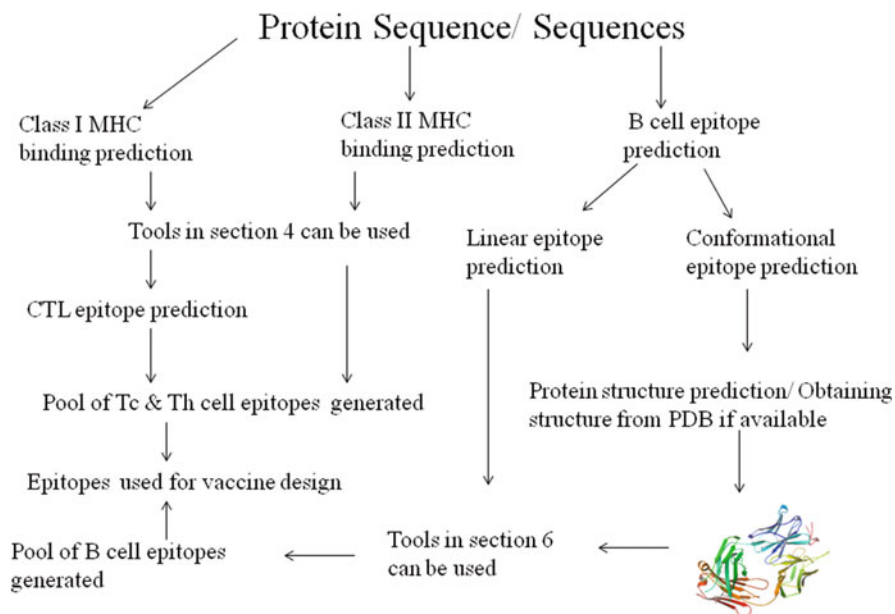 Protein Sequence/ Sequences
Class I MHC
binding prediction
Class II MHC
binding prediction
B cell epitope
prediction
Tools in section 4 can be used
Linear epitope
prediction
Conformational
epitope prediction
CTL epitope prediction
Pool of Tc & Th cell epitopes generated
Protein structure prediction/ Obtaining
structure from PDB if available
Epitopes used for vaccine design
Pool of B cell epitopes
generated
Tools in section 6
can be used